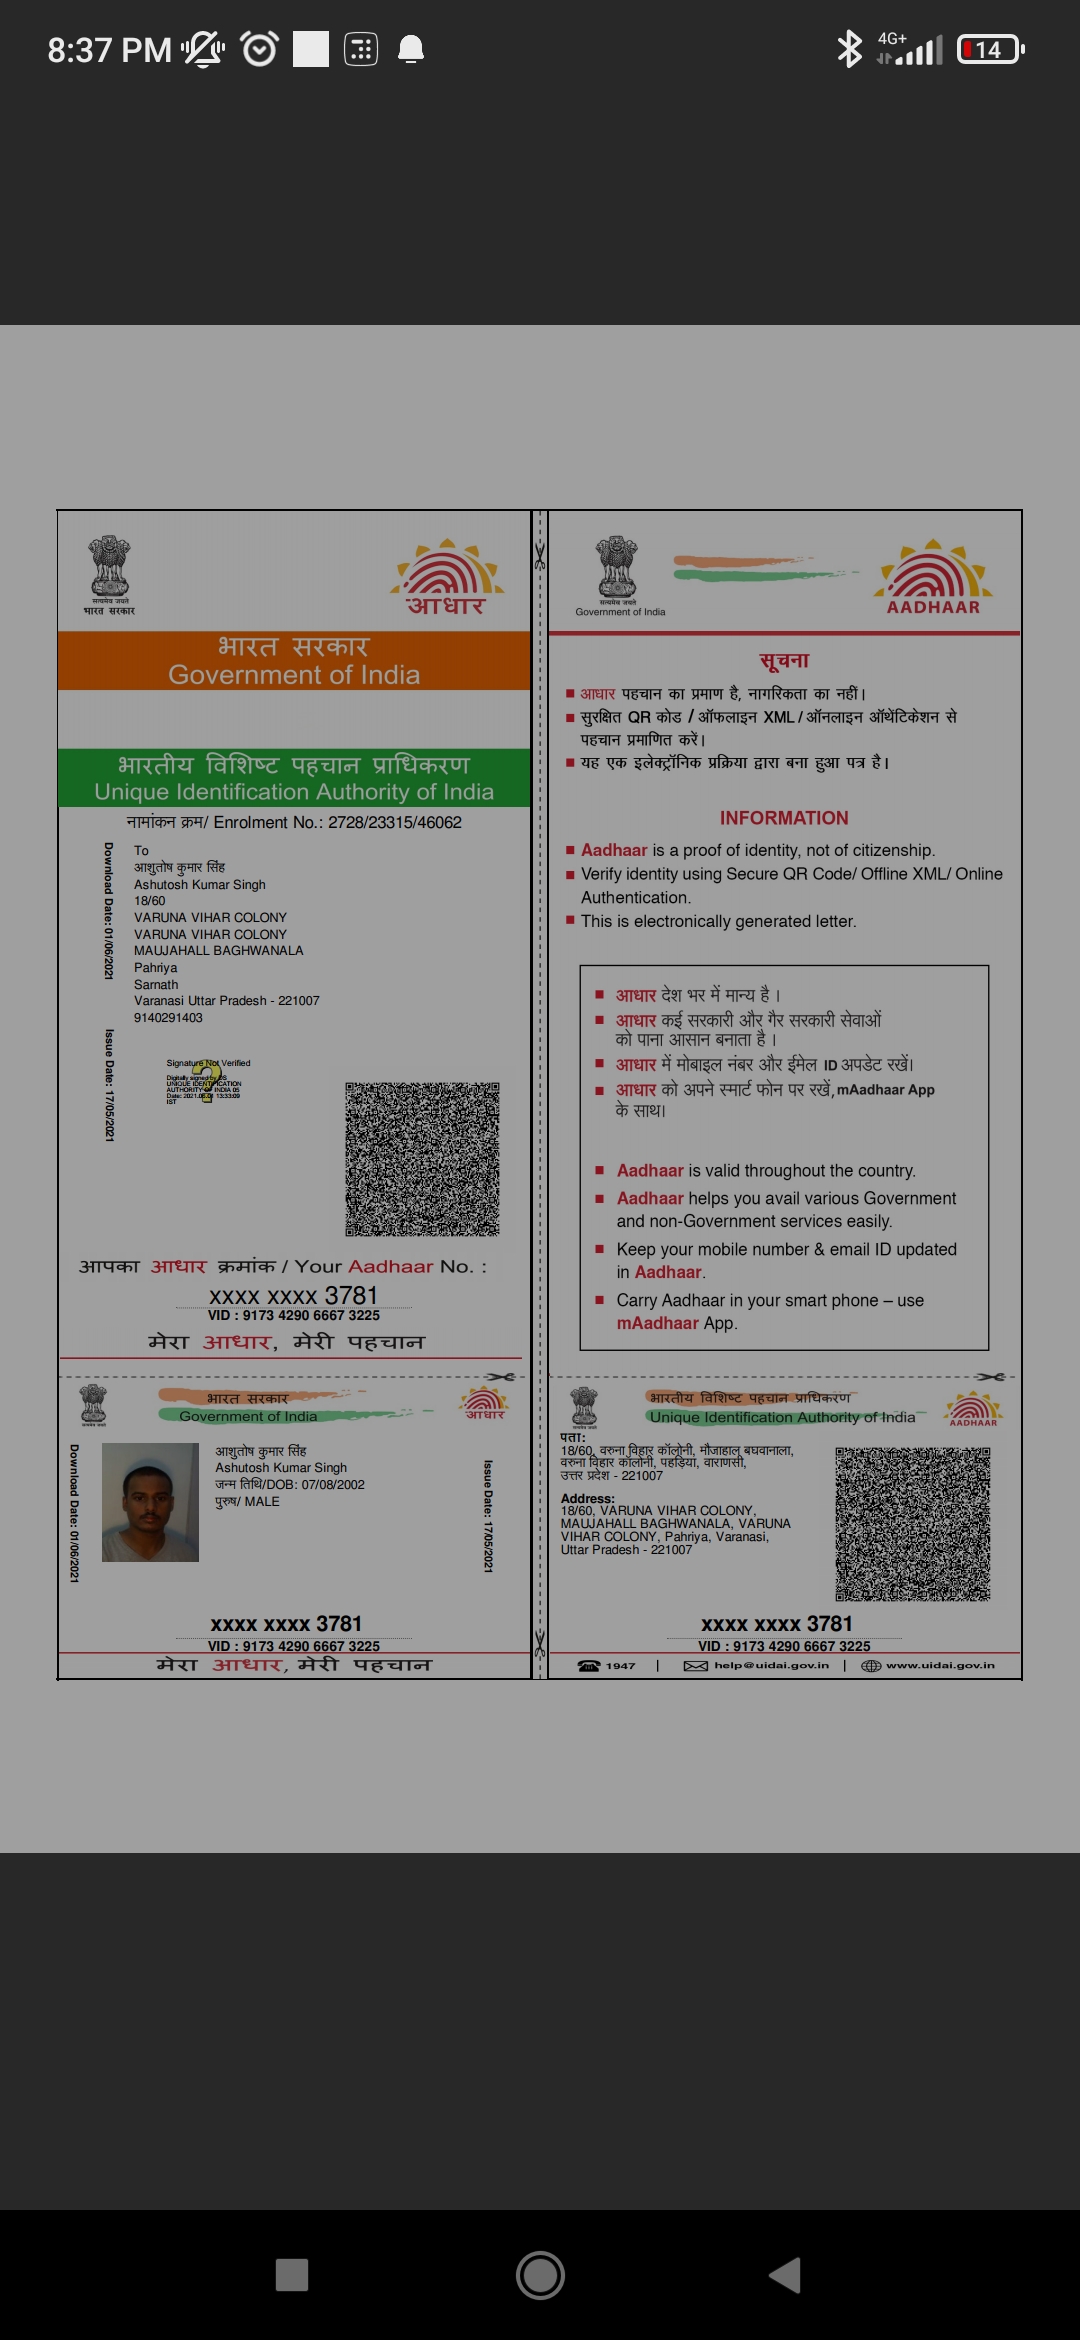 8:37 PM
4G+
14
सत्यमेव जयते
भारत सरकार
आधार
भारत सरकार
Government of India
भारतीय विशिष्ट पहचान प्राधिकरण
Unique Identification Authority of India
नामांकन क्रम/ Enrolment No.: 2728/23315/46062
Download Date: 01/06/2021
Issue Date: 17/05/2021
To
आशुतोष कुमार सिंह
Ashutosh Kumar Singh
18/60
VARUNA VIHAR COLONY
VARUNA VIHAR COLONY
MAUJAHALL BAGHWANALA
Pahriya
Sarnath
Varanasi Uttar Pradesh - 221007
9140291403
Signature Not Verified
Digitally signed by DS
UNIQUE IDENTIFICATION
AUTHORITY OF INDIA 05
Date: 2021.06.01 13:33:09
IST
आपका आधार क्रमांक / Your Aadhaar No. :
xxxx xxxx 3781
VID : 9173 4290 6667 3225
मेरा आधार, मेरी पहचान
भारत सरकार
Government of India
आधार
Download Date: 01/06/2021
आशुतोष कुमार सिंह
Ashutosh Kumar Singh
जन्म तिथि/DOB: 07/08/2002
पुरुष/ MALE
Issue Date: 17/05/2021
xxxx xxxx 3781
VID : 9173 4290 6667 3225
मेरा आधार, मेरी पहचान
सत्यमेव जयते
Government of India
AADHAAR
सूचना
आधार पहचान का प्रमाण है, नागरिकता का नहीं।
सुरक्षित QR कोड / ऑफलाइन XML / ऑनलाइन ऑथेंटिकेशन से
पहचान प्रमाणित करें।
यह एक इलेक्ट्रॉनिक प्रक्रिया द्वारा बना हुआ पत्र है।
INFORMATION
Aadhaar is a proof of identity, not of citizenship.
Verify identity using Secure QR Code/ Offline XML/ Online
Authentication.
This is electronically generated letter.
आधार देश भर में मान्य है ।
आधार कई सरकारी और गैर सरकारी सेवाओं
को पाना आसान बनाता है ।
आधार में मोबाइल नंबर और ईमेल ID अपडेट रखें।
आधार को अपने स्मार्ट फोन पर रखें, mAadhaar App
के साथ।
Aadhaar is valid throughout the country.
Aadhaar helps you avail various Government
and non-Government services easily.
Keep your mobile number & email ID updated
in Aadhaar.
Carry Aadhaar in your smart phone – use
mAadhaar App.
भारतीय विशिष्ट पहचान प्राधिकरण
Unique Identification Authority of India
AADHAAR
पता:
18/60, वरुना विहार कॉलोनी, मौजाहाल बघवानाला,
वरुना विहार कॉलोनी, पहड़िया, वाराणसी,
उत्तर प्रदेश - 221007
Address:
18/60, VARUNA VIHAR COLONY,
MAUJAHALL BAGHWANALA, VARUNA
VIHAR COLONY, Pahriya, Varanasi,
Uttar Pradesh - 221007
xxxx xxxx 3781
VID : 9173 4290 6667 3225
1947 | help@uidai.gov.in | www.uidai.gov.in